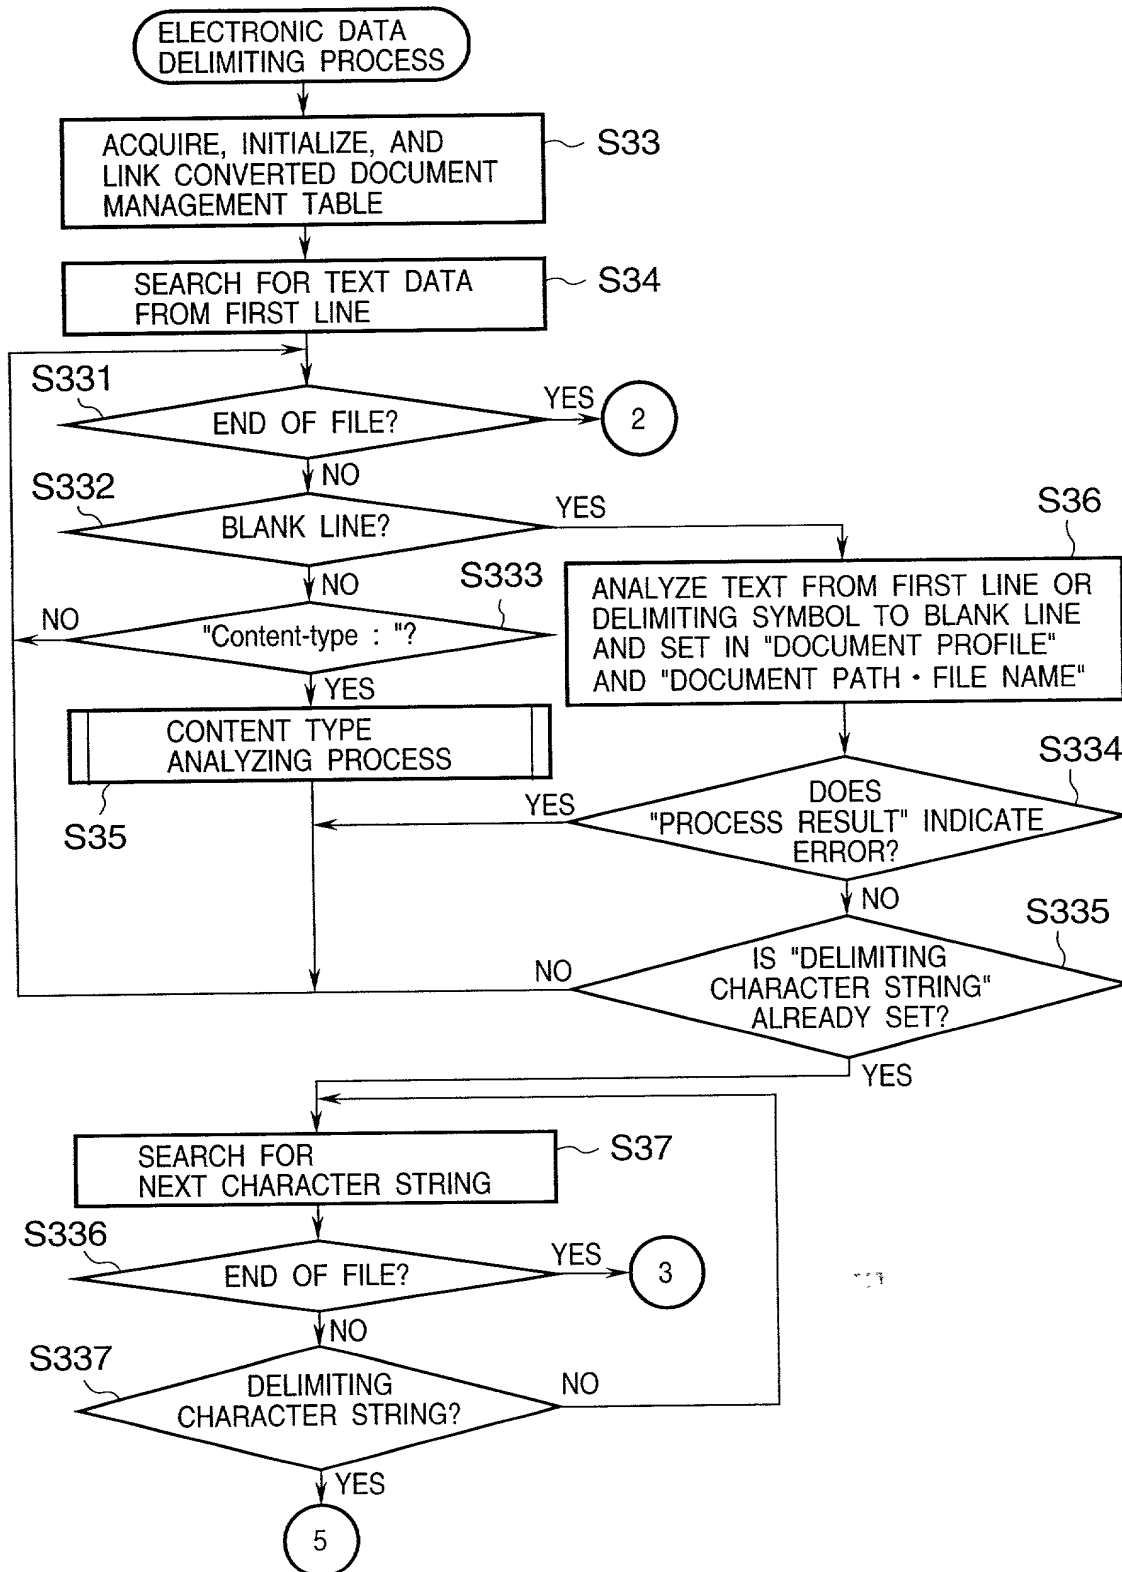 ELECTRONIC DATA
DELIMITING PROCESS
ACQUIRE, INITIALIZE, AND
LINK CONVERTED DOCUMENT
MANAGEMENT TABLE
S33
SEARCH FOR TEXT DATA
FROM FIRST LINE
S34
S331
END OF FILE?
YES
2
NO
S332
BLANK LINE?
YES
S36
NO
S333
ANALYZE TEXT FROM FIRST LINE OR
DELIMITING SYMBOL TO BLANK LINE
AND SET IN "DOCUMENT PROFILE"
AND "DOCUMENT PATH・FILE NAME"
NO
"Content-type : "?
YES
CONTENT TYPE
ANALYZING PROCESS
S35
S334
YES
DOES
"PROCESS RESULT" INDICATE
ERROR?
NO
S335
NO
IS "DELIMITING
CHARACTER STRING"
ALREADY SET?
YES
SEARCH FOR
NEXT CHARACTER STRING
S37
S336
END OF FILE?
YES
3
NO
S337
DELIMITING
CHARACTER STRING?
NO
YES
5